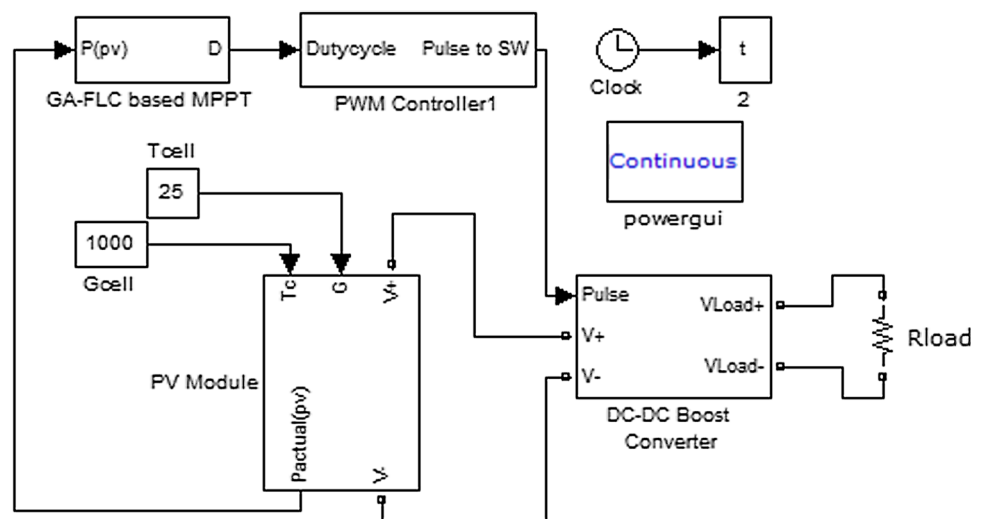 P(pv)
D
GA-FLC based MPPT
Dutycycle
Pulse to SW
PWM Controller1
Clock
t
2
Continuous
powergui
Tcell
25
1000
Gcell
Tc
G
V+
PV Module
Pactual(pv)
V-
Pulse
V+
V-
VLoad+
VLoad-
DC-DC Boost
Converter
Rload